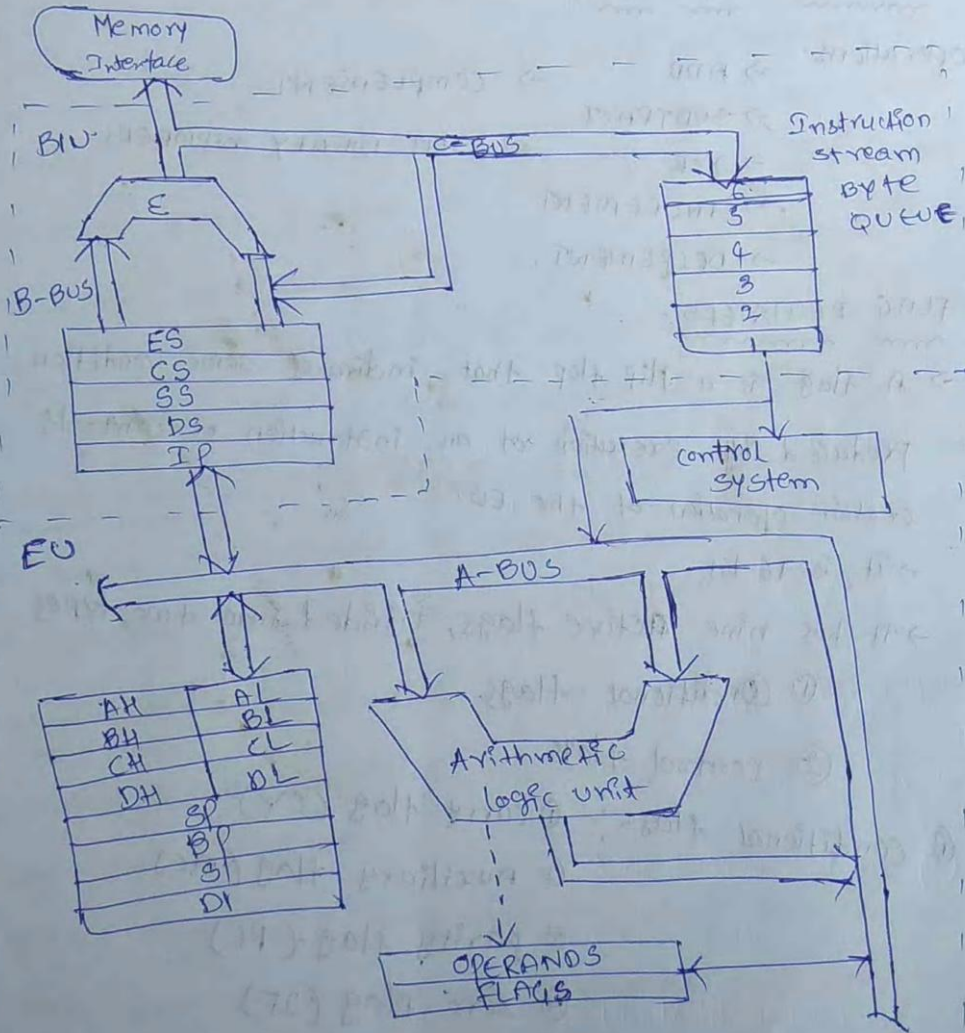 Memory
Interface
BIU
C-BUS
Instruction
stream
Byte
QUEUE
Σ
6
5
4
3
2
B-BUS
ES
CS
SS
DS
IP
control
system
EU
A-BUS
AH AL
BH BL
CH CL
DH DL
SP
BP
SI
DI
Arithmetic
logic unit
OPERANDS
FLAGS